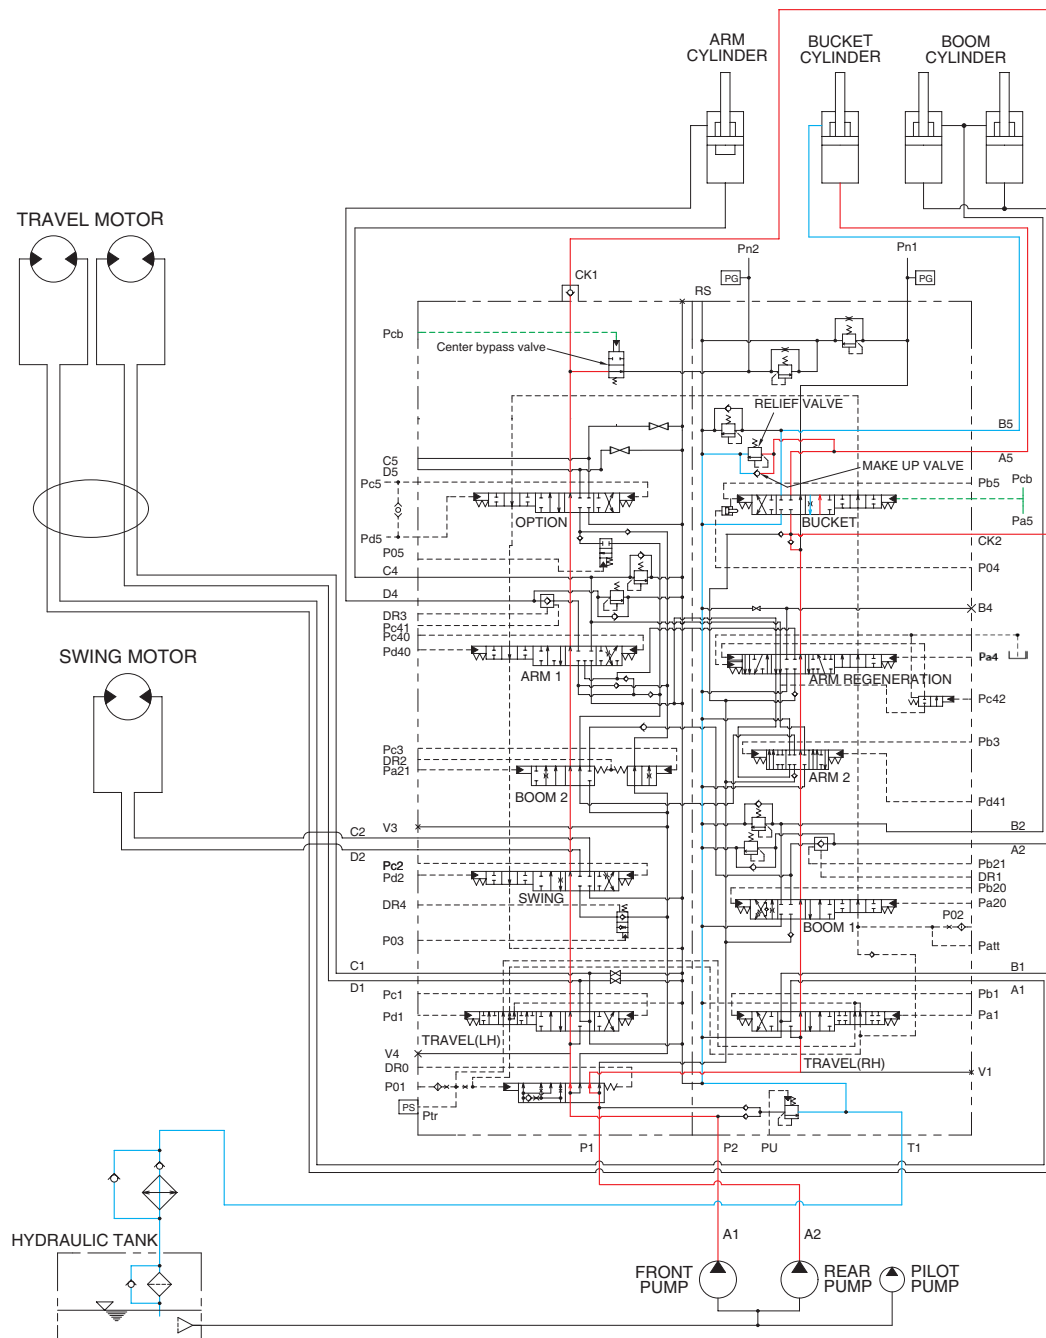 ARM
CYLINDER
BUCKET
CYLINDER
BOOM
CYLINDER
TRAVEL MOTOR
Pn2
Pn1
PG
PG
CK1
RS
Pcb
Center bypass valve
RELIEF VALVE
B5
A5
MAKE UP VALVE
C5
D5
Pc5
Pb5
Pcb
OPTION
BUCKET
Pa5
Pd5
CK2
P05
P04
C4
D4
B4
DR3
Pc41
Pc40
Pd40
Pa4
SWING MOTOR
ARM 1
ARM REGENERATION
Pc42
Pc3
DR2
Pa21
Pb3
BOOM 2
ARM 2
Pd41
V3
C2
D2
B2
A2
Pc2
Pd2
Pb21
DR1
Pb20
SWING
Pa20
DR4
BOOM 1
P02
P03
Patt
C1
D1
B1
A1
Pc1
Pb1
Pd1
Pa1
TRAVEL(LH)
TRAVEL(RH)
V4
DR0
V1
P01
PS
Ptr
P1
P2
PU
T1
HYDRAULIC TANK
A1
A2
FRONT
PUMP
REAR
PUMP
PILOT
PUMP